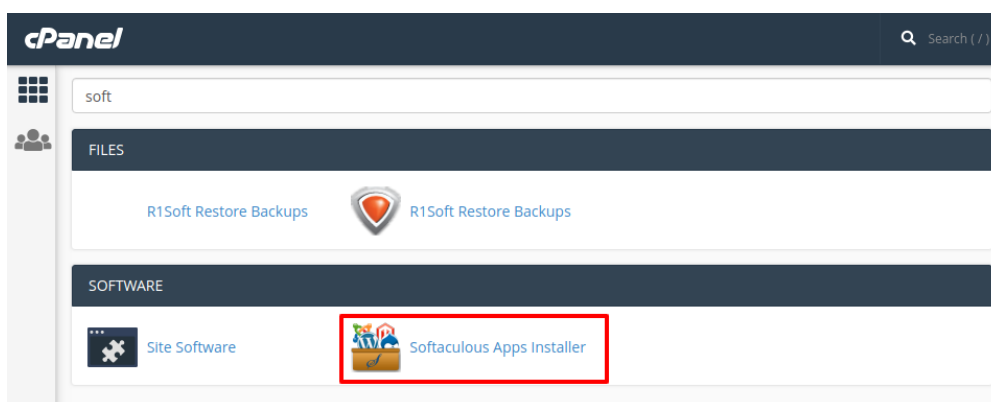 cPanel
Search ( / )
soft
FILES
R1Soft Restore Backups
R1Soft Restore Backups
SOFTWARE
Site Software
Softaculous Apps Installer